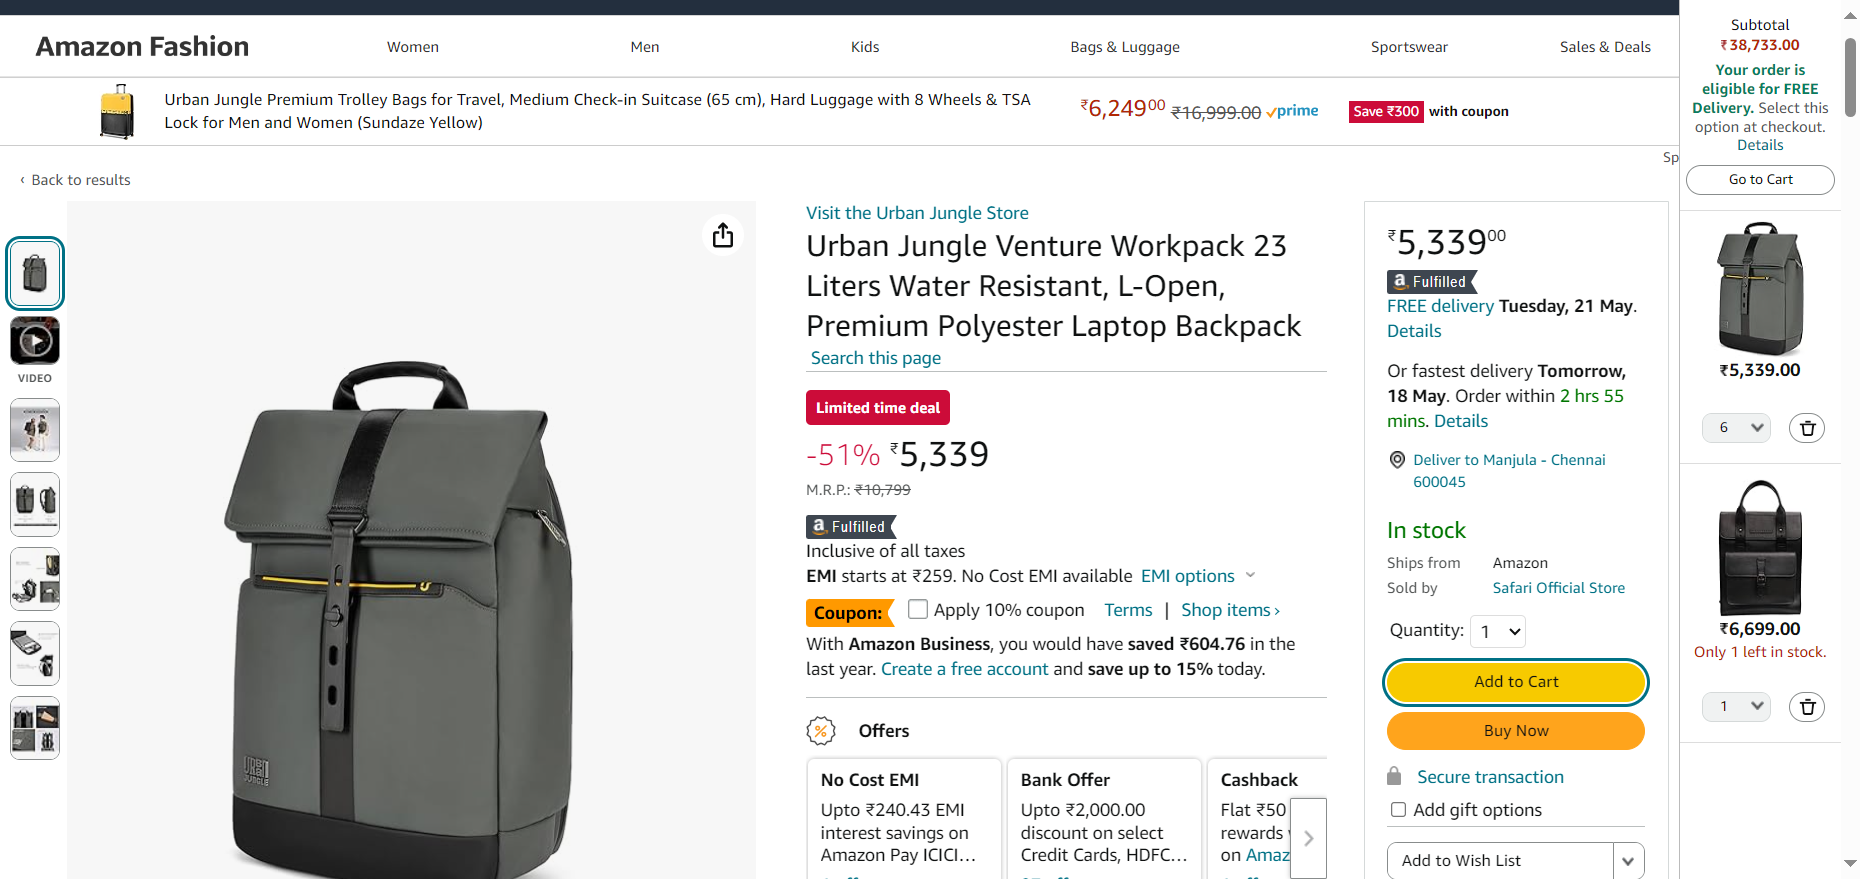 Amazon Fashion
Women
Men
Kids
Bags & Luggage
Sportswear
Sales & Deals
Urban Jungle Premium Trolley Bags for Travel, Medium Check-in Suitcase (65 cm), Hard Luggage with 8 Wheels & TSA
Lock for Men and Women (Sundaze Yellow)
₹6,24900 ₹16,999.00 prime
Save ₹300 with coupon
Sp
‹ Back to results
VIDEO
URBAN
JUNGLE
Visit the Urban Jungle Store
Urban Jungle Venture Workpack 23
Liters Water Resistant, L-Open,
Premium Polyester Laptop Backpack
Search this page
Limited time deal
-51% ₹5,339
M.R.P.: ₹10,799
a Fulfilled
Inclusive of all taxes
EMI starts at ₹259. No Cost EMI available EMI options
Coupon: Apply 10% coupon Terms | Shop items ›
With Amazon Business, you would have saved ₹604.76 in the
last year. Create a free account and save up to 15% today.
% Offers
No Cost EMI
Upto ₹240.43 EMI
interest savings on
Amazon Pay ICICI…
Bank Offer
Upto ₹2,000.00
discount on select
Credit Cards, HDFC…
Cashback
Flat ₹50
rewards
on Amaz
₹5,33900
a Fulfilled
FREE delivery Tuesday, 21 May.
Details
Or fastest delivery Tomorrow,
18 May. Order within 2 hrs 55
mins. Details
Deliver to Manjula - Chennai
600045
In stock
Ships from Amazon
Sold by Safari Official Store
Quantity: 1
Add to Cart
Buy Now
Secure transaction
Add gift options
Add to Wish List
Subtotal
₹38,733.00
Your order is
eligible for FREE
Delivery. Select this
option at checkout.
Details
Go to Cart
₹5,339.00
6
₹6,699.00
Only 1 left in stock.
1